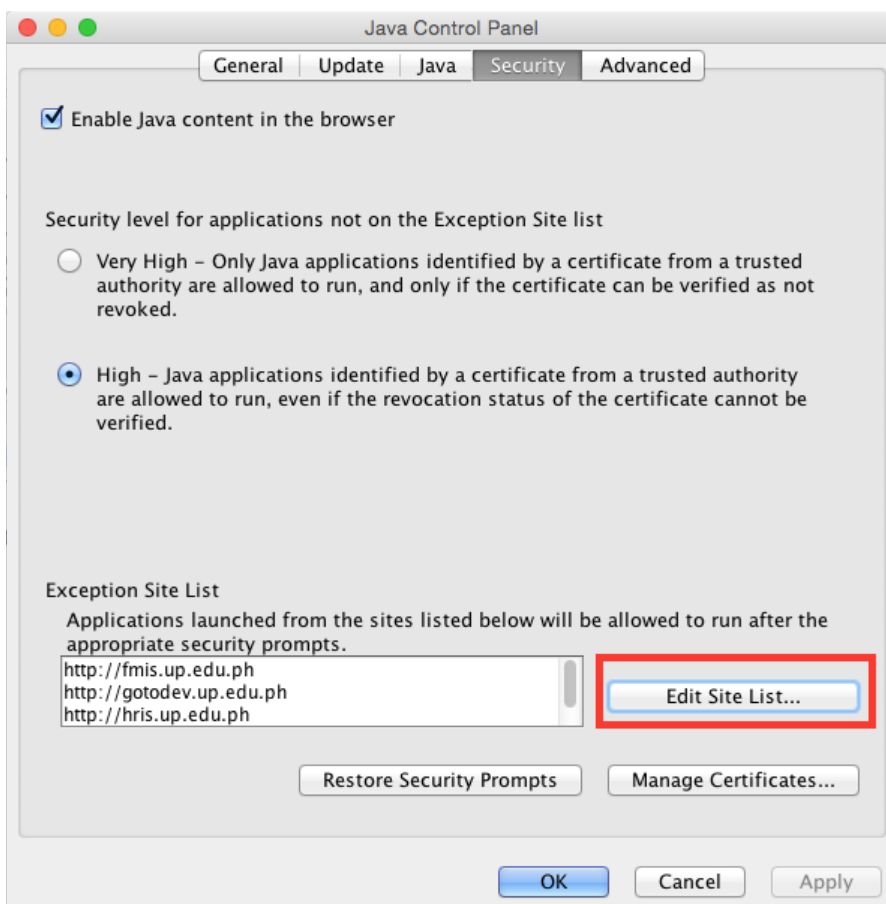 Java Control Panel
General Update Java Security Advanced
Enable Java content in the browser
Security level for applications not on the Exception Site list
Very High – Only Java applications identified by a certificate from a trusted
authority are allowed to run, and only if the certificate can be verified as not
revoked.
High – Java applications identified by a certificate from a trusted authority
are allowed to run, even if the revocation status of the certificate cannot be
verified.
Exception Site List
Applications launched from the sites listed below will be allowed to run after the
appropriate security prompts.
http://fmis.up.edu.ph
http://gotodev.up.edu.ph
http://hris.up.edu.ph
Edit Site List...
Restore Security Prompts
Manage Certificates...
OK Cancel Apply